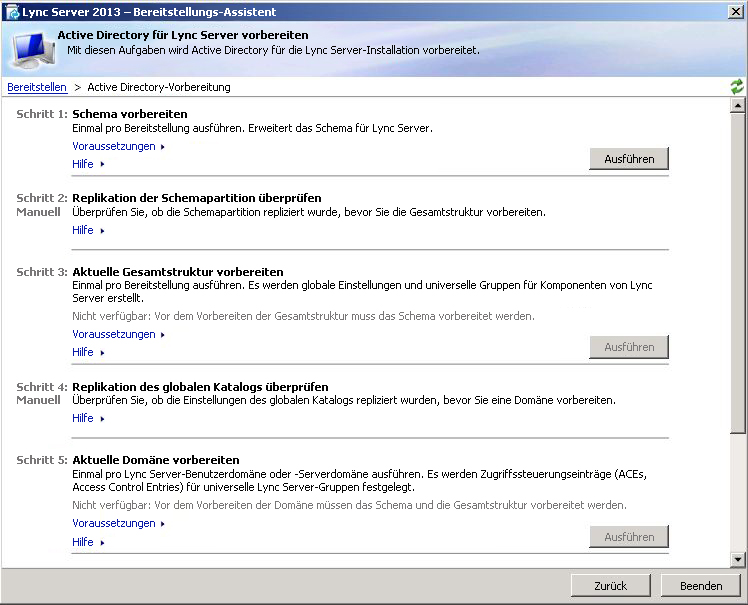 Lync Server 2013 – Bereitstellungs-Assistent
Active Directory für Lync Server vorbereiten
Mit diesen Aufgaben wird Active Directory für die Lync Server-Installation vorbereitet.
Bereitstellen > Active Directory-Vorbereitung
Schritt 1: Schema vorbereiten
Einmal pro Bereitstellung ausführen. Erweitert das Schema für Lync Server.
Voraussetzungen
Hilfe
Ausführen
Schritt 2: Replikation der Schemapartition überprüfen
Manuell Überprüfen Sie, ob die Schemapartition repliziert wurde, bevor Sie die Gesamtstruktur vorbereiten.
Hilfe
Schritt 3: Aktuelle Gesamtstruktur vorbereiten
Einmal pro Bereitstellung ausführen. Es werden globale Einstellungen und universelle Gruppen für Komponenten von Lync
Server erstellt.
Nicht verfügbar: Vor dem Vorbereiten der Gesamtstruktur muss das Schema vorbereitet werden.
Voraussetzungen
Hilfe
Ausführen
Schritt 4: Replikation des globalen Katalogs überprüfen
Manuell Überprüfen Sie, ob die Einstellungen des globalen Katalogs repliziert wurden, bevor Sie eine Domäne vorbereiten.
Hilfe
Schritt 5: Aktuelle Domäne vorbereiten
Einmal pro Lync Server-Benutzerdomäne oder -Serverdomäne ausführen. Es werden Zugriffssteuerungseinträge (ACEs,
Access Control Entries) für universelle Lync Server-Gruppen festgelegt.
Nicht verfügbar: Vor dem Vorbereiten der Domäne müssen das Schema und die Gesamtstruktur vorbereitet werden.
Voraussetzungen
Hilfe
Ausführen
Zurück
Beenden